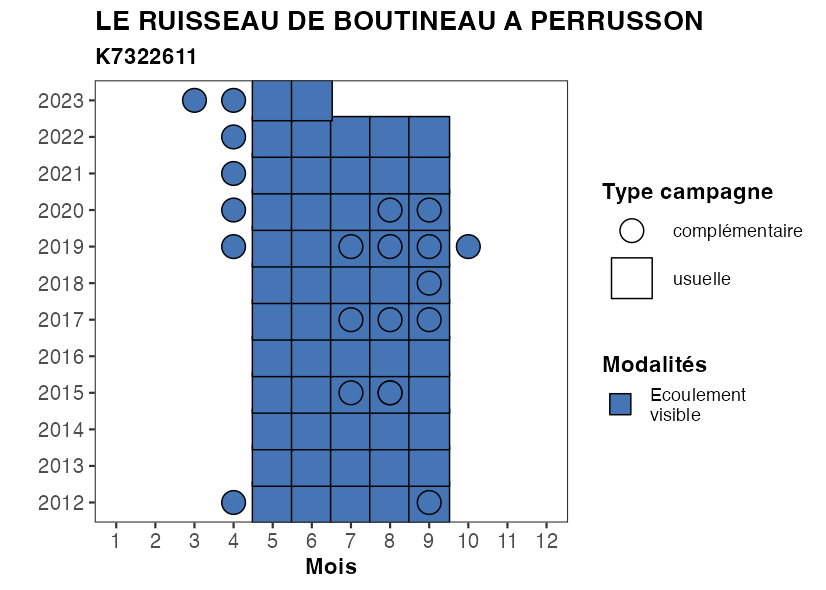 LE RUISSEAU DE BOUTINEAU A PERRUSSON
K7322611
2023
2022
2021
2020
2019
2018
2017
2016
2015
2014
2013
2012
1 2 3 4 5 6 7 8 9 10 11 12
Mois
Type campagne
complémentaire
usuelle
Modalités
Ecoulement
visible